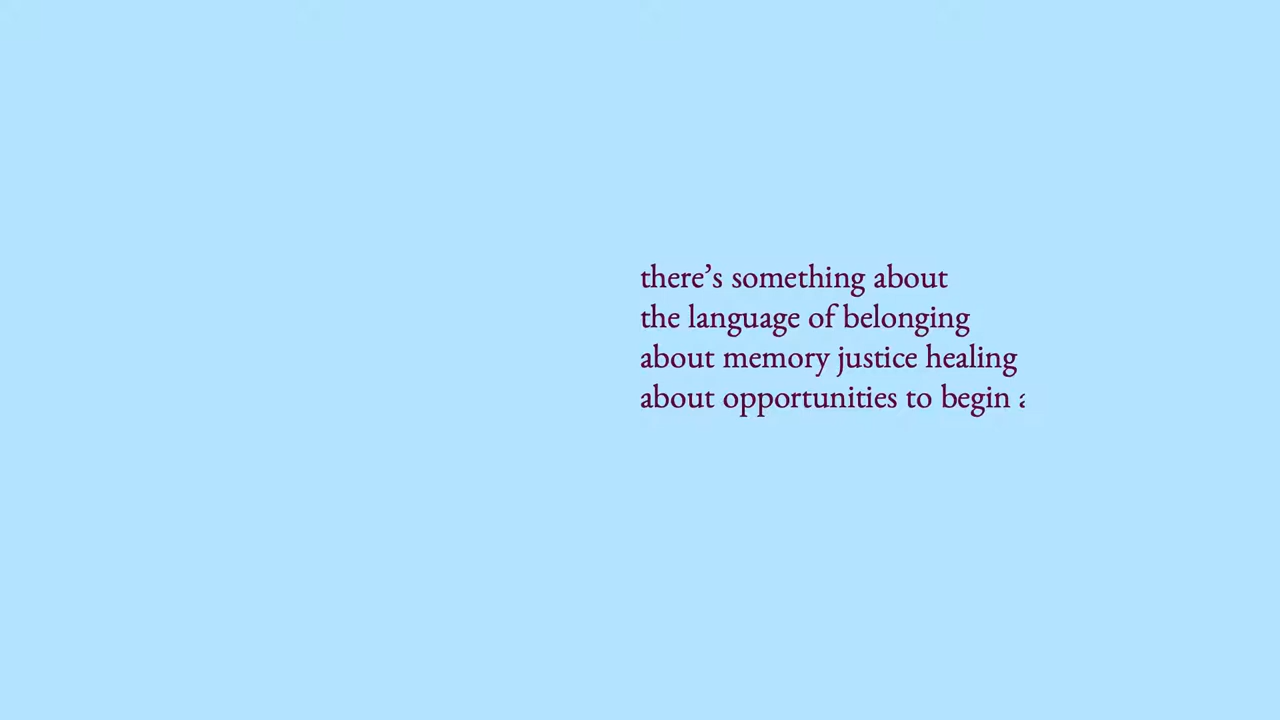 there’s something about
the language of belonging
about memory justice healing
about opportunities to begin